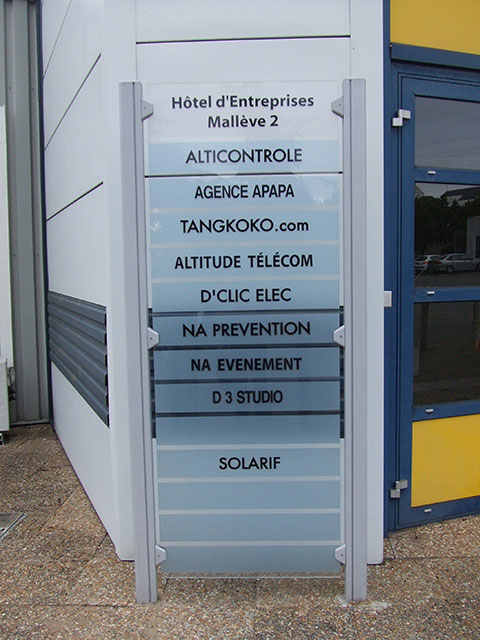 Hôtel d'Entreprises
Mallève 2
ALTICONTROLE
AGENCE APAPA
TANGKOKO.com
ALTITUDE TÉLÉCOM
D'CLIC ELEC
NA PREVENTION
NA EVENEMENT
D 3 STUDIO
SOLARIF